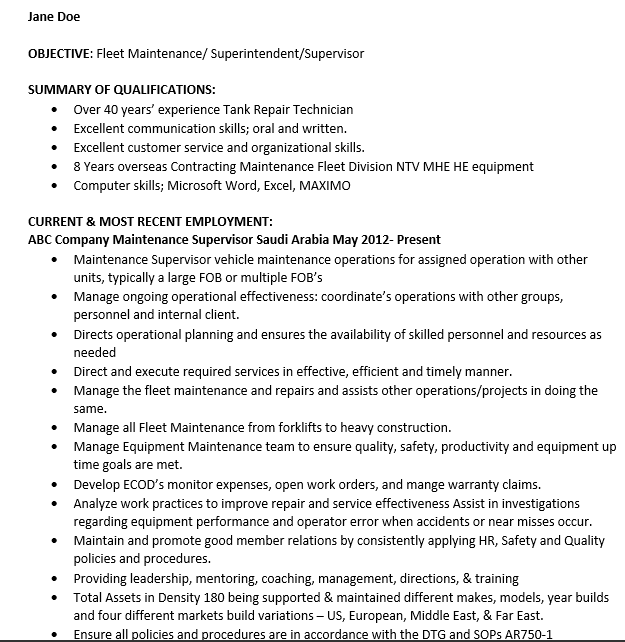 Jane Doe
OBJECTIVE: Fleet Maintenance/ Superintendent/Supervisor
SUMMARY OF QUALIFICATIONS:
• Over 40 years' experience Tank Repair Technician
• Excellent communication skills; oral and written.
• Excellent customer service and organizational skills.
• 8 Years overseas Contracting Maintenance Fleet Division NTV MHE HE equipment
• Computer skills; Microsoft Word, Excel, MAXIMO
CURRENT & MOST RECENT EMPLOYMENT:
ABC Company Maintenance Supervisor Saudi Arabia May 2012- Present
• Maintenance Supervisor vehicle maintenance operations for assigned operation with other
units, typically a large FOB or multiple FOB's
• Manage ongoing operational effectiveness: coordinate's operations with other groups,
personnel and internal client.
• Directs operational planning and ensures the availability of skilled personnel and resources as
needed
• Direct and execute required services in effective, efficient and timely manner.
• Manage the fleet maintenance and repairs and assists other operations/projects in doing the
same.
• Manage all Fleet Maintenance from forklifts to heavy construction.
• Manage Equipment Maintenance team to ensure quality, safety, productivity and equipment up
time goals are met.
• Develop ECOD's monitor expenses, open work orders, and mange warranty claims.
• Analyze work practices to improve repair and service effectiveness Assist in investigations
regarding equipment performance and operator error when accidents or near misses occur.
• Maintain and promote good member relations by consistently applying HR, Safety and Quality
policies and procedures.
• Providing leadership, mentoring, coaching, management, directions, & training
• Total Assets in Density 180 being supported & maintained different makes, models, year builds
and four different markets build variations – US, European, Middle East, & Far East.
• Ensure all policies and procedures are in accordance with the DTG and SOPs AR750-1